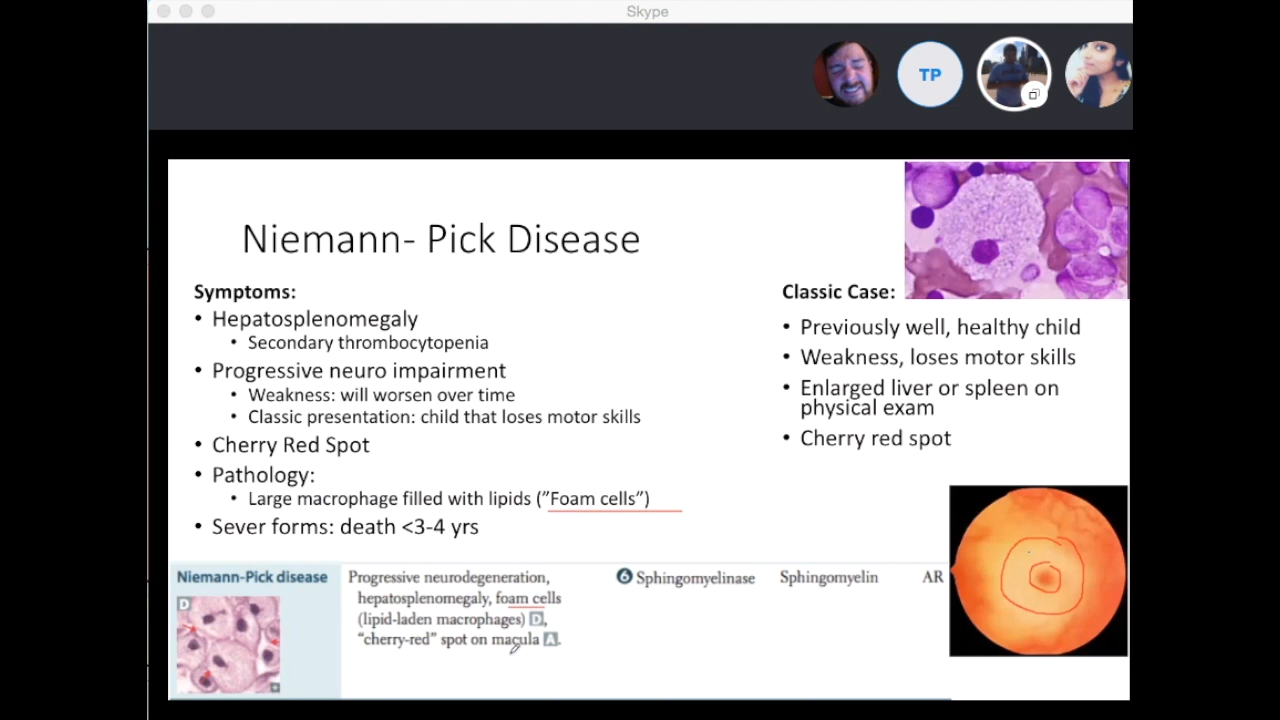 Skype
TP
Niemann- Pick Disease
Symptoms:
• Hepatosplenomegaly
• Secondary thrombocytopenia
• Progressive neuro impairment
• Weakness: will worsen over time
• Classic presentation: child that loses motor skills
• Cherry Red Spot
• Pathology:
• Large macrophage filled with lipids (”Foam cells”)
• Sever forms: death <3-4 yrs
Classic Case:
• Previously well, healthy child
• Weakness, loses motor skills
• Enlarged liver or spleen on
physical exam
• Cherry red spot
Niemann-Pick disease
D
Progressive neurodegeneration,
hepatosplenomegaly, foam cells
(lipid-laden macrophages) D,
“cherry-red” spot on macula A.
6 Sphingomyelinase
Sphingomyelin
AR